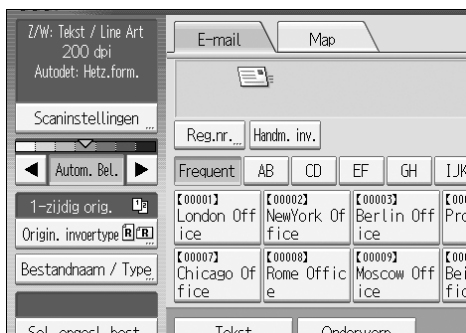 Z/W: Tekst / Line Art
200 dpi
Autodet: Hetz.form.
Scaninstellingen
Autom. Bel.
1-zijdig orig.
Origin. invoertype
Bestandnaam / Type
E-mail
Map
Reg.nr.
Handm. inv.
Frequent
AB
CD
EF
GH
IJK
【00001】
London Off
ice
【00002】
NewYork Of
fice
【00003】
Berlin Off
ice
【00007】
Chicago Of
fice
【00008】
Rome Offic
e
【00009】
Moscow Off
ice
Tekst
Onderwerp